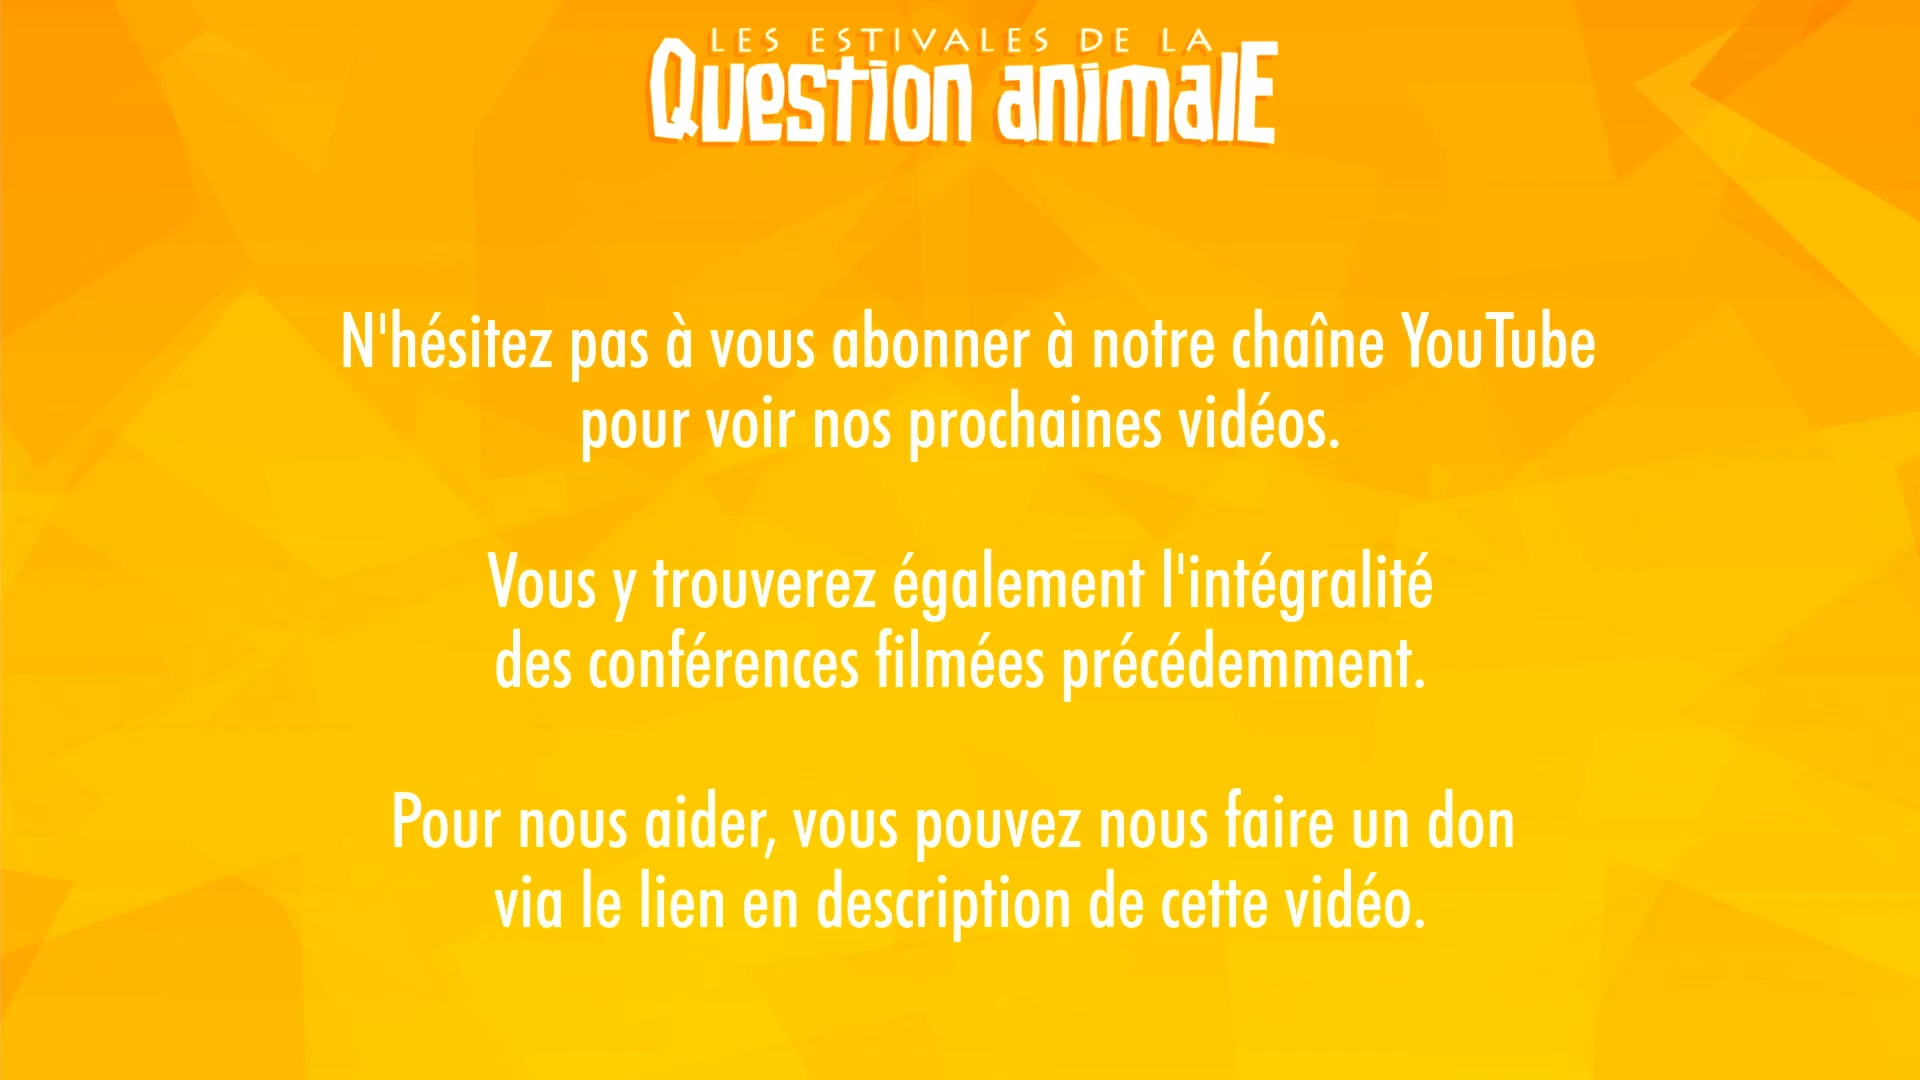 LES ESTIVALES DE LA
Question animalE
N'hésitez pas à vous abonner à notre chaîne YouTube
pour voir nos prochaines vidéos.
Vous y trouverez également l'intégralité
des conférences filmées précédemment.
Pour nous aider, vous pouvez nous faire un don
via le lien en description de cette vidéo.